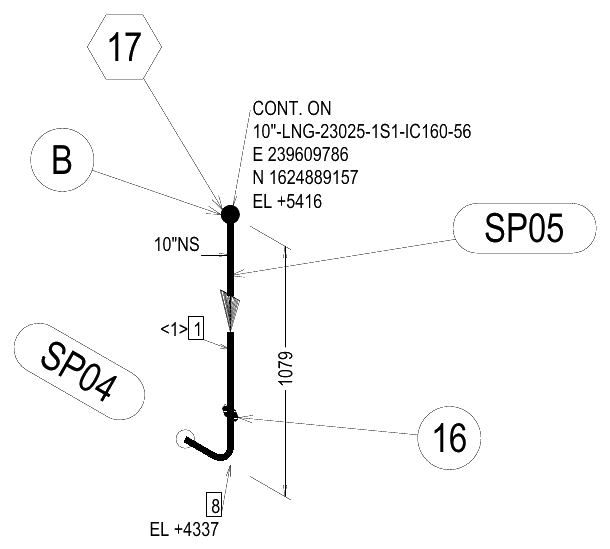 17
CONT. ON
10"-LNG-23025-1S1-IC160-56
E 239609786
N 1624889157
EL +5416
B
SP05
10"NS
<1> 1
1079
SP04
16
8
EL +4337